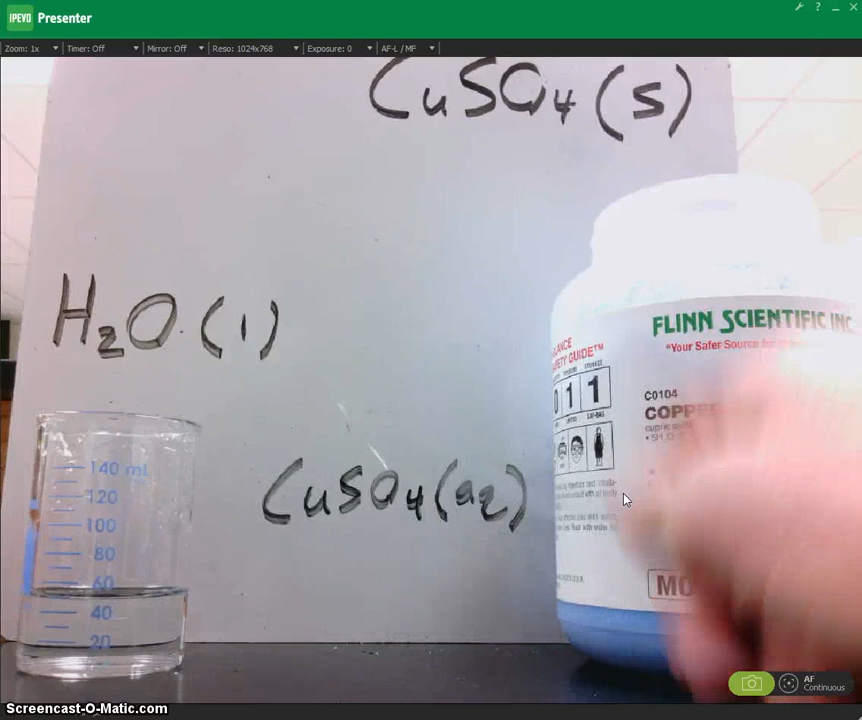 IPEVO Presenter
Zoom: 1x Timer: Off Mirror: Off Reso: 1024x768 Exposure: 0 AF-L / MF
CuSO4 (s)
H2O (l)
CuSO4 (aq)
140 mL
120
100
80
60
40
20
FLINN SCIENTIFIC INC.
"Your Safer Source for
GUIDE™
0 1 1
C0104
COPPE
MO
AF
Continuous
Screencast-O-Matic.com